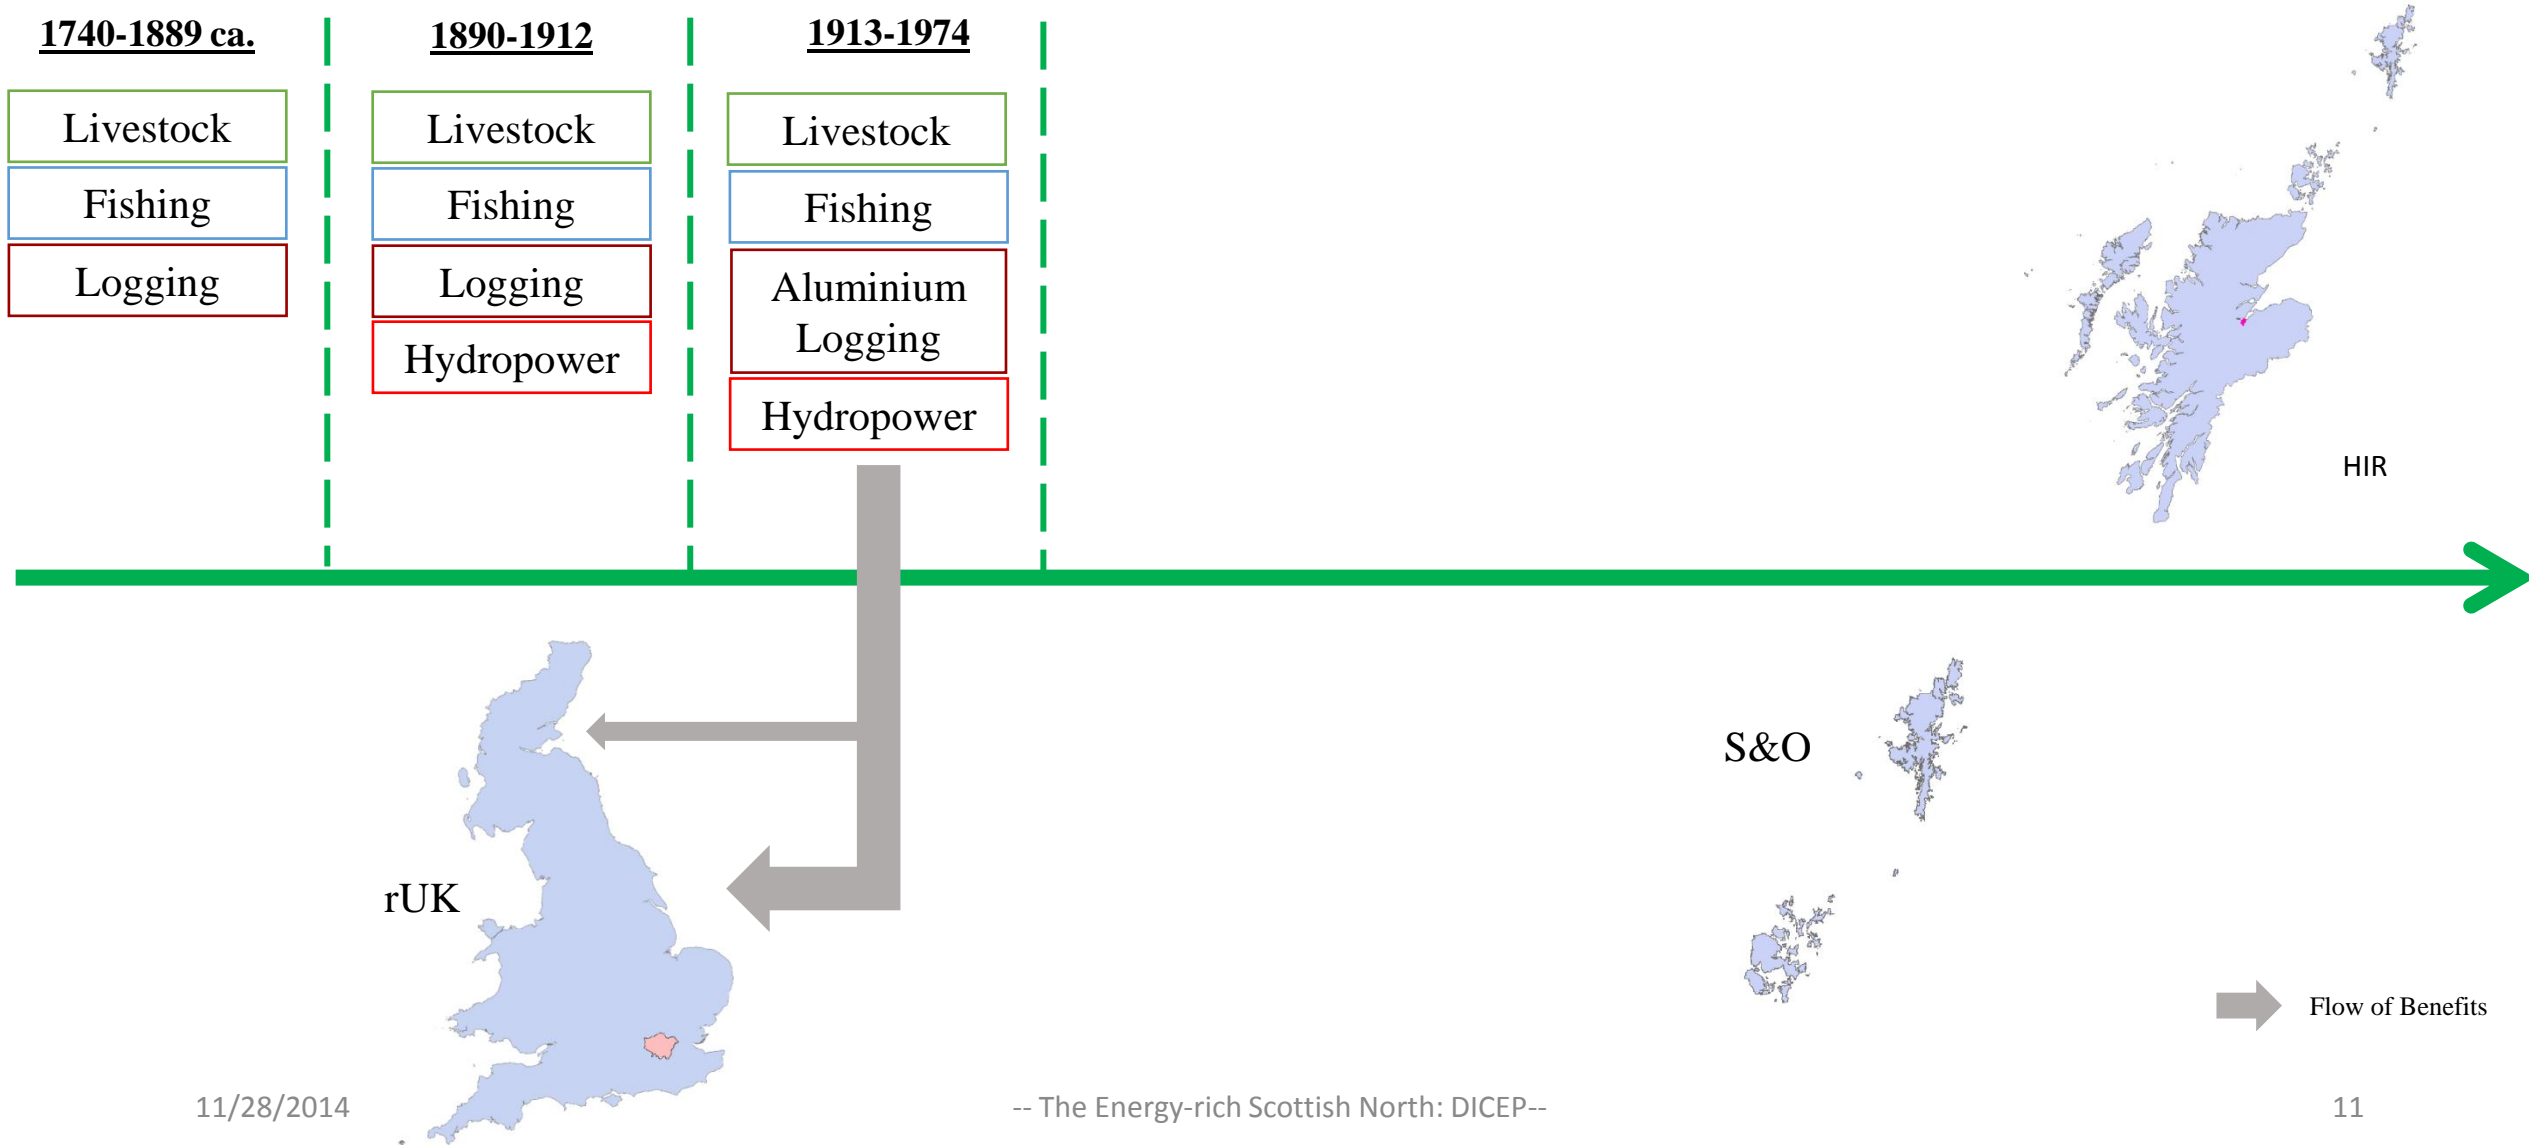 1740-1889 ca.
Livestock
Fishing
Logging
1890-1912
Livestock
Fishing
Logging
Hydropower
1913-1974
Livestock
Fishing
Aluminium
Logging
Hydropower
HIR
rUK
S&O
Flow of Benefits
11/28/2014
-- The Energy-rich Scottish North: DICEP--
11